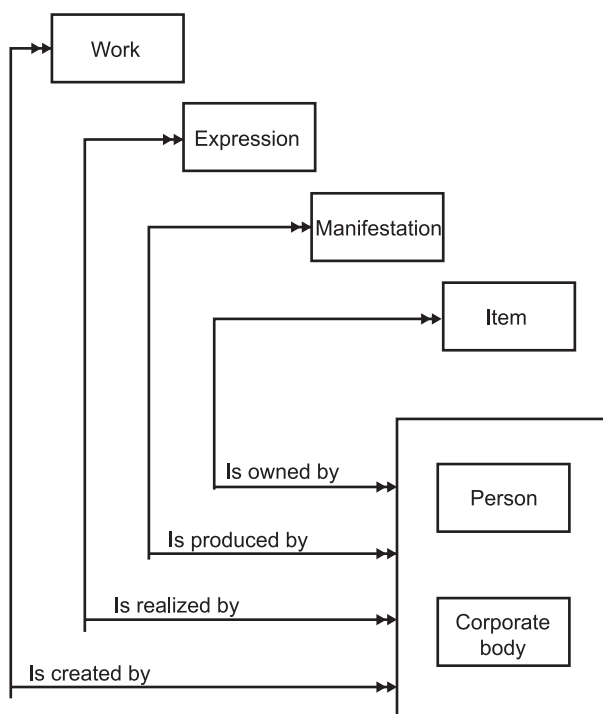 Work
Expression
Manifestation
Item
Is owned by
Person
Is produced by
Is realized by
Corporate
body
Is created by